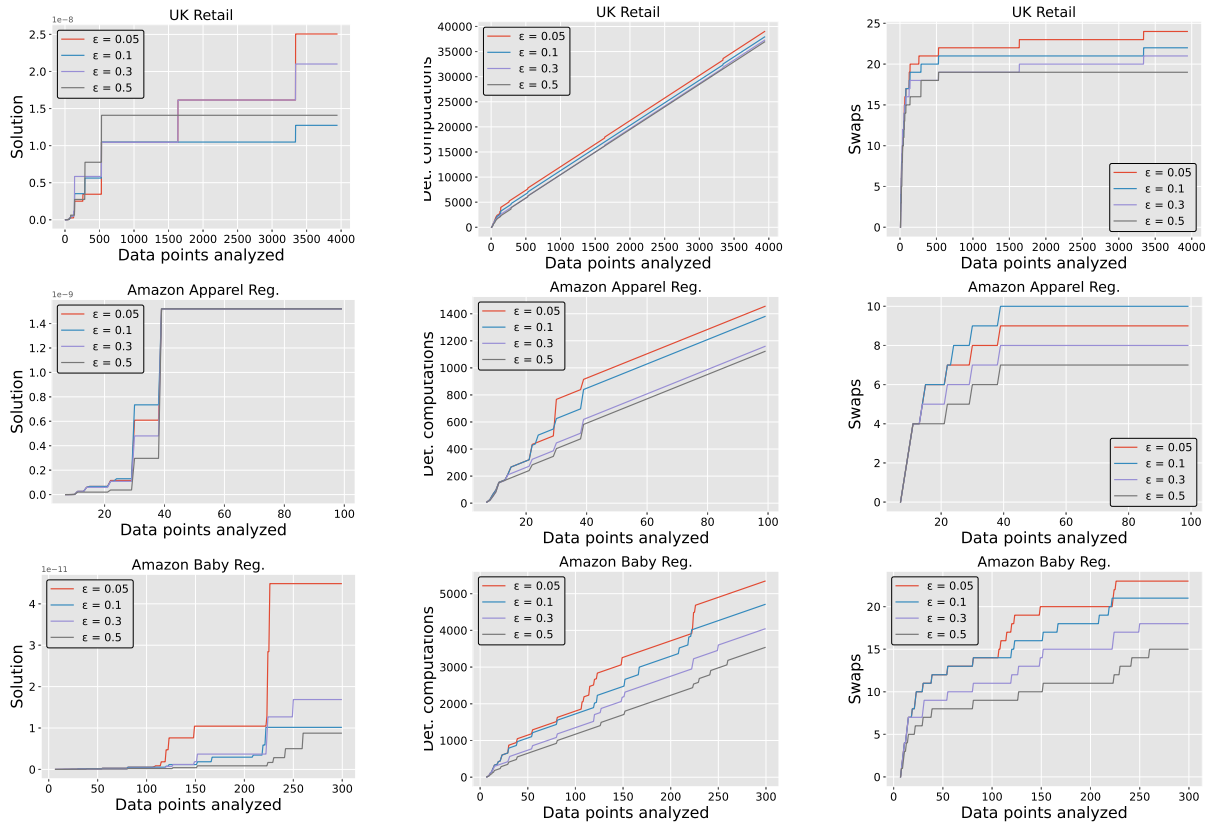 UK Retail
1e−8
2.5
2.0
1.5
1.0
0.5
0.0
Solution
ε = 0.05
ε = 0.1
ε = 0.3
ε = 0.5
0 500 1000 1500 2000 2500 3000 3500 4000
Data points analyzed
UK Retail
40000
35000
30000
25000
20000
15000
10000
5000
0
Det. computations
ε = 0.05
ε = 0.1
ε = 0.3
ε = 0.5
0 500 1000 1500 2000 2500 3000 3500 4000
Data points analyzed
UK Retail
25
20
15
10
5
0
Swaps
ε = 0.05
ε = 0.1
ε = 0.3
ε = 0.5
0 500 1000 1500 2000 2500 3000 3500 4000
Data points analyzed
Amazon Apparel Reg.
1e−9
1.4
1.2
1.0
0.8
0.6
0.4
0.2
0.0
Solution
ε = 0.05
ε = 0.1
ε = 0.3
ε = 0.5
20 40 60 80 100
Data points analyzed
Amazon Apparel Reg.
1400
1200
1000
800
600
400
200
0
Det. computations
ε = 0.05
ε = 0.1
ε = 0.3
ε = 0.5
20 40 60 80 100
Data points analyzed
Amazon Apparel Reg.
10
8
6
4
2
0
Swaps
ε = 0.05
ε = 0.1
ε = 0.3
ε = 0.5
20 40 60 80 100
Data points analyzed
Amazon Baby Reg.
1e−11
4
3
2
1
0
Solution
ε = 0.05
ε = 0.1
ε = 0.3
ε = 0.5
0 50 100 150 200 250 300
Data points analyzed
Amazon Baby Reg.
5000
4000
3000
2000
1000
0
Det. computations
ε = 0.05
ε = 0.1
ε = 0.3
ε = 0.5
0 50 100 150 200 250 300
Data points analyzed
Amazon Baby Reg.
20
15
10
5
0
Swaps
ε = 0.05
ε = 0.1
ε = 0.3
ε = 0.5
0 50 100 150 200 250 300
Data points analyzed